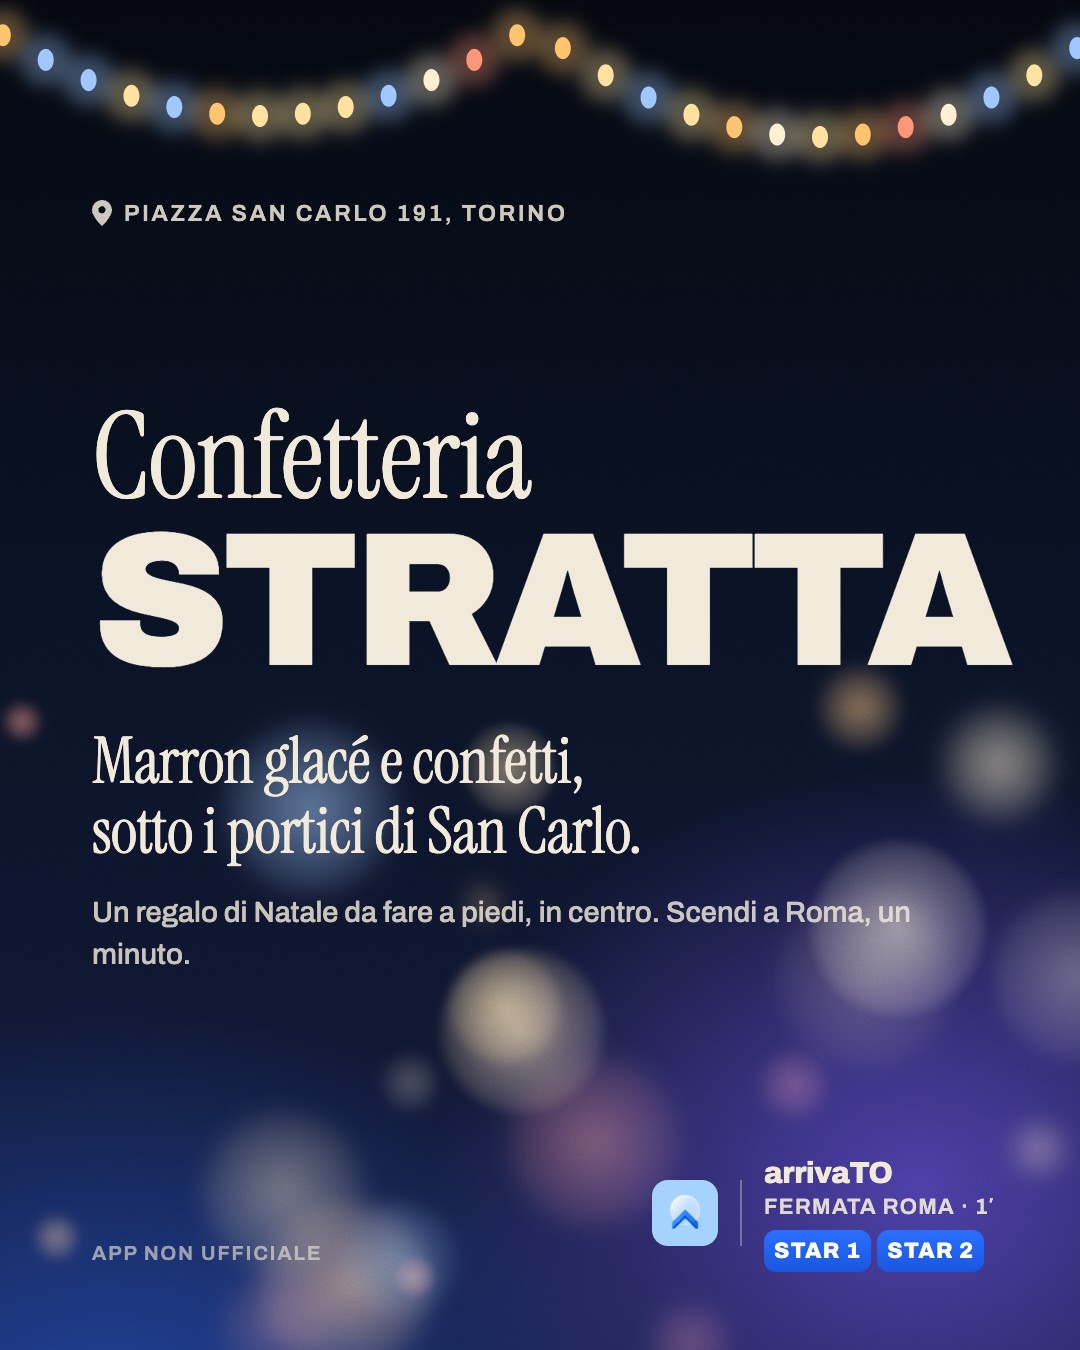 PIAZZA SAN CARLO 191, TORINO
Confetteria
STRATTA
Marron glacé e confetti,
sotto i portici di San Carlo.
Un regalo di Natale da fare a piedi, in centro. Scendi a Roma, un
minuto.
arrivaTO
FERMATA ROMA · 1′
STAR 1 STAR 2
APP NON UFFICIALE